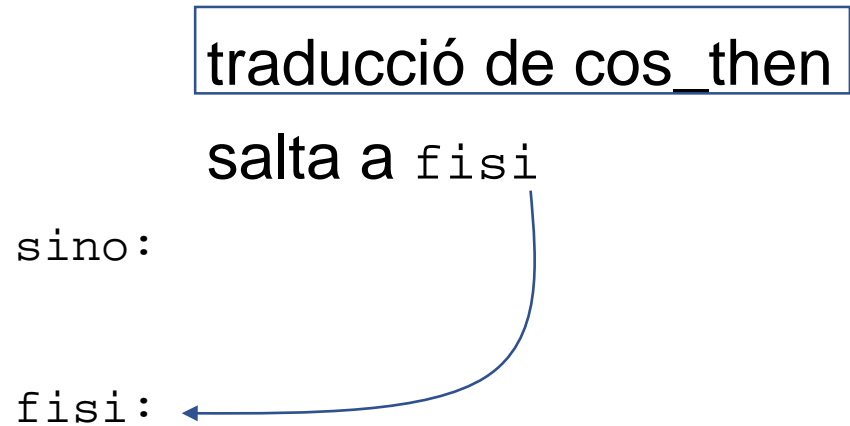 traducció de cos_then
salta a fisi
sino:
fisi: